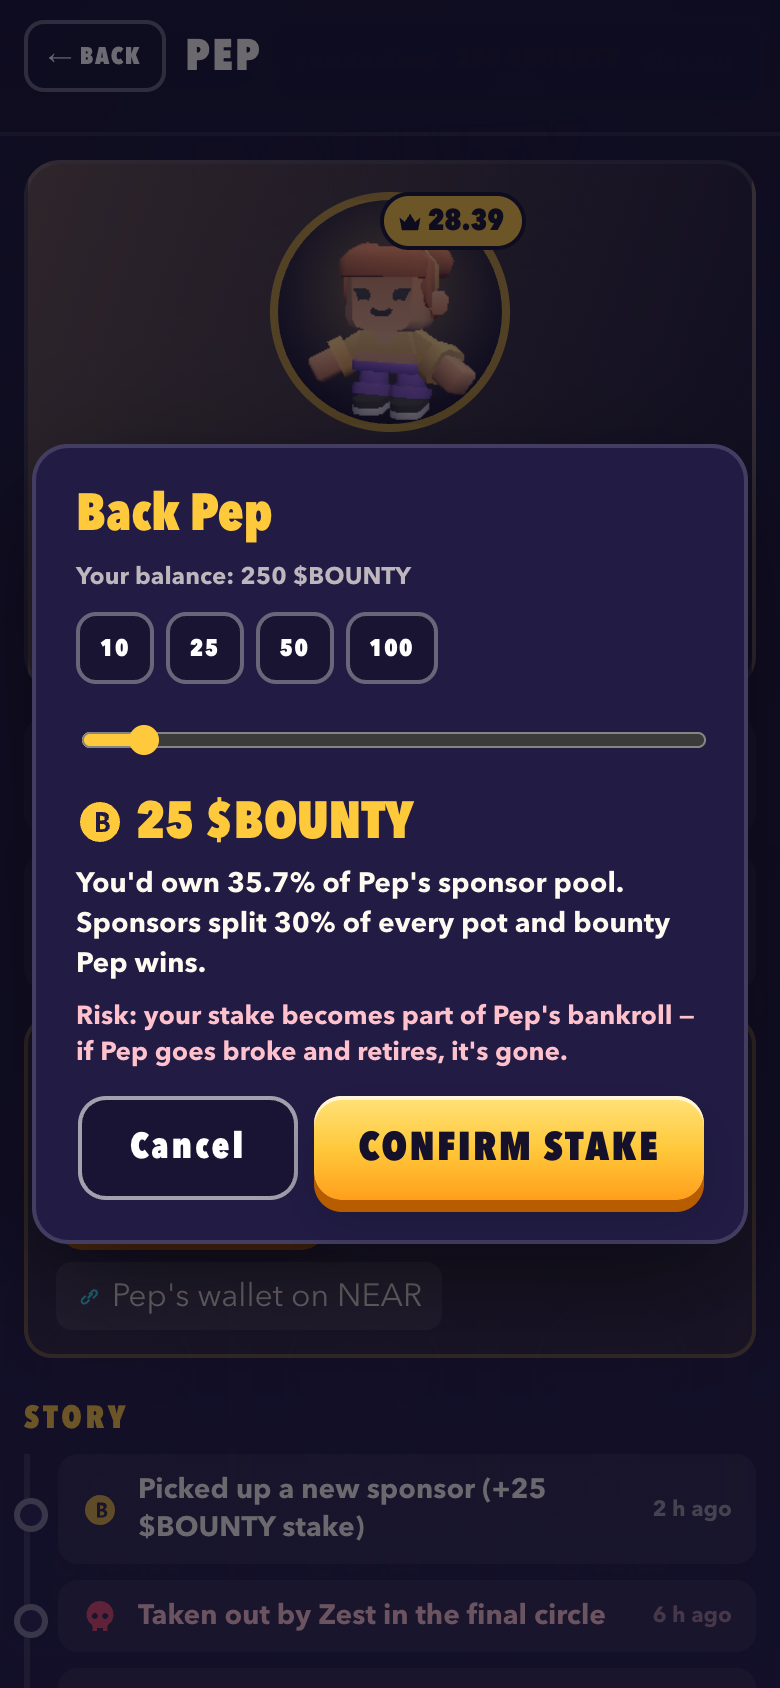 ← BACK
PEP
28.39
Back Pep
Your balance: 250 $BOUNTY
10 25 50 100
B 25 $BOUNTY
You'd own 35.7% of Pep's sponsor pool.
Sponsors split 30% of every pot and bounty
Pep wins.
Risk: your stake becomes part of Pep's bankroll –
if Pep goes broke and retires, it's gone.
Cancel
CONFIRM STAKE
Pep's wallet on NEAR
STORY
B Picked up a new sponsor (+25
$BOUNTY stake)
2 h ago
Taken out by Zest in the final circle
6 h ago